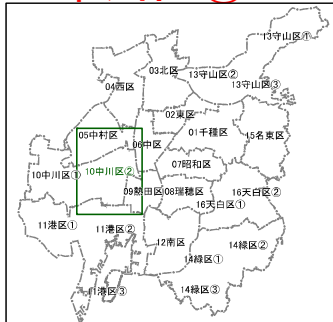 13守山区①
03北区
13守山区②
04西区
13守山区③
02東区
05中村区
06中区
01千種区
15名東区
07昭和区
10中川区①
10中川区②
09熱田区
08瑞穂区
16天白区②
16天白区①
11港区①
11港区②
12南区
14緑区②
14緑区①
11港区③
14緑区③